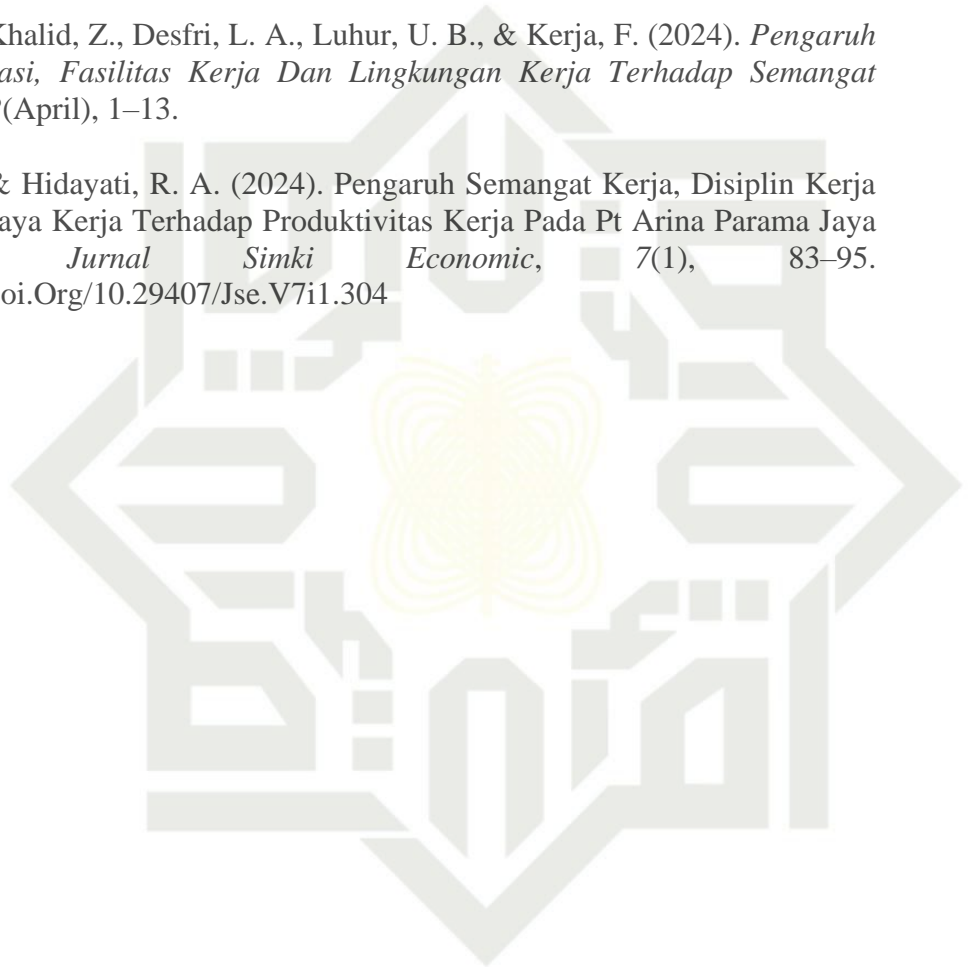 Khalid, Z., Desfri, L. A., Luhur, U. B., & Kerja, F. (2024). Pengaruh
asi, Fasilitas Kerja Dan Lingkungan Kerja Terhadap Semangat
(April), 1–13.
& Hidayati, R. A. (2024). Pengaruh Semangat Kerja, Disiplin Kerja
aya Kerja Terhadap Produktivitas Kerja Pada Pt Arina Parama Jaya
Jurnal Simki Economic, 7(1), 83–95.
oi.Org/10.29407/Jse.V7i1.304